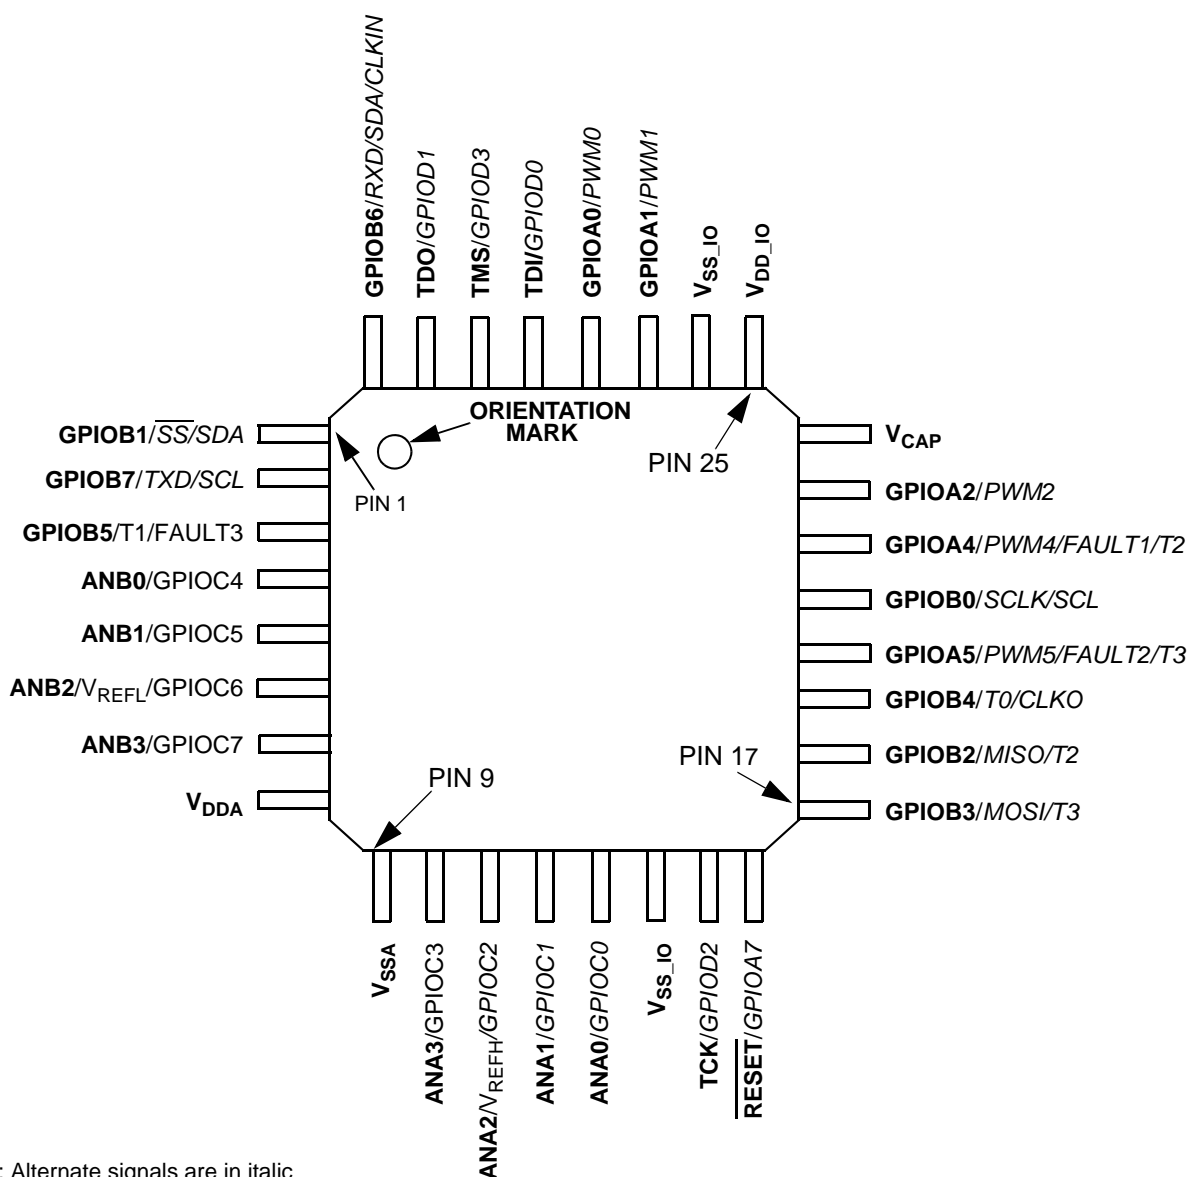 GPIOB6/RXD/SDA/CLKIN
TDO/GPIOD1
TMS/GPIOD3
TDI/GPIOD0
GPIOA0/PWM0
GPIOA1/PWM1
VSS_IO
VDD_IO
ORIENTATION
MARK
PIN 25
PIN 1
GPIOB1/SS/SDA
GPIOB7/TXD/SCL
GPIOB5/T1/FAULT3
ANB0/GPIOC4
ANB1/GPIOC5
ANB2/VREFL/GPIOC6
ANB3/GPIOC7
VDDA
VCAP
GPIOA2/PWM2
GPIOA4/PWM4/FAULT1/T2
GPIOB0/SCLK/SCL
GPIOA5/PWM5/FAULT2/T3
GPIOB4/T0/CLKO
GPIOB2/MISO/T2
GPIOB3/MOSI/T3
PIN 9
PIN 17
VSSA
ANA3/GPIOC3
ANA2/VREFH/GPIOC2
ANA1/GPIOC1
ANA0/GPIOC0
VSS_IO
TCK/GPIOD2
RESET/GPIOA7
: Alternate signals are in italic